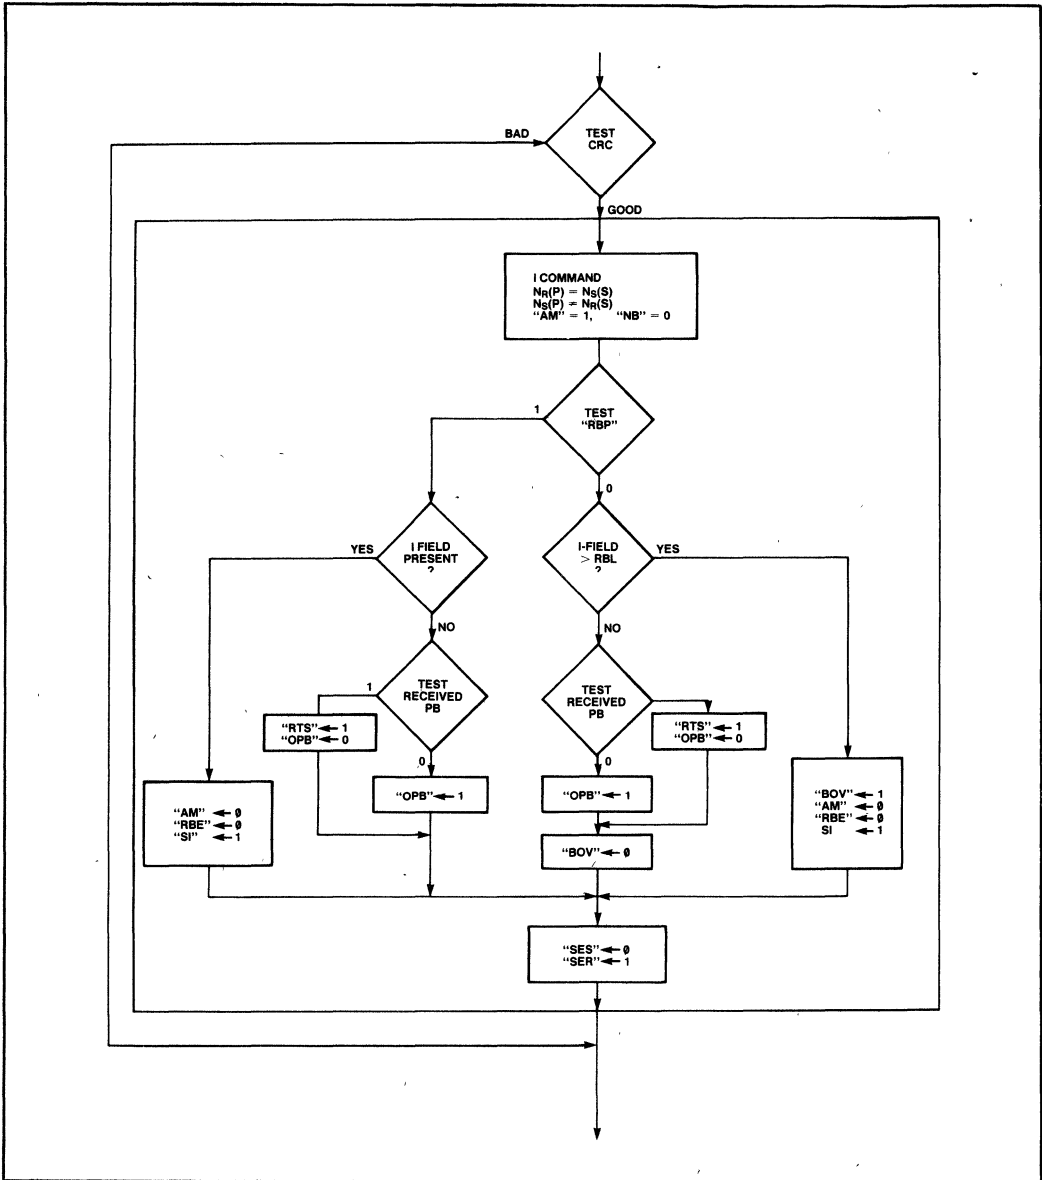 TEST
CRC
BAD
GOOD
I COMMAND
NR(P) = NS(S)
NS(P) ≠ NR(S)
“AM” = 1, “NB” = 0
TEST
“RBP”
1
0
I FIELD
PRESENT
?
YES
NO
I-FIELD
> RBL
?
YES
NO
TEST
RECEIVED
PB
1
0
TEST
RECEIVED
PB
0
“RTS” ← 1
“OPB” ← 0
“RTS” ← 1
“OPB” ← 0
“OPB” ← 1
“OPB” ← 1
“BOV” ← 0
“AM” ← 0
“RBE” ← 0
“SI” ← 1
“BOV” ← 1
“AM” ← 0
“RBE” ← 0
SI ← 1
“SES” ← 0
“SER” ← 1